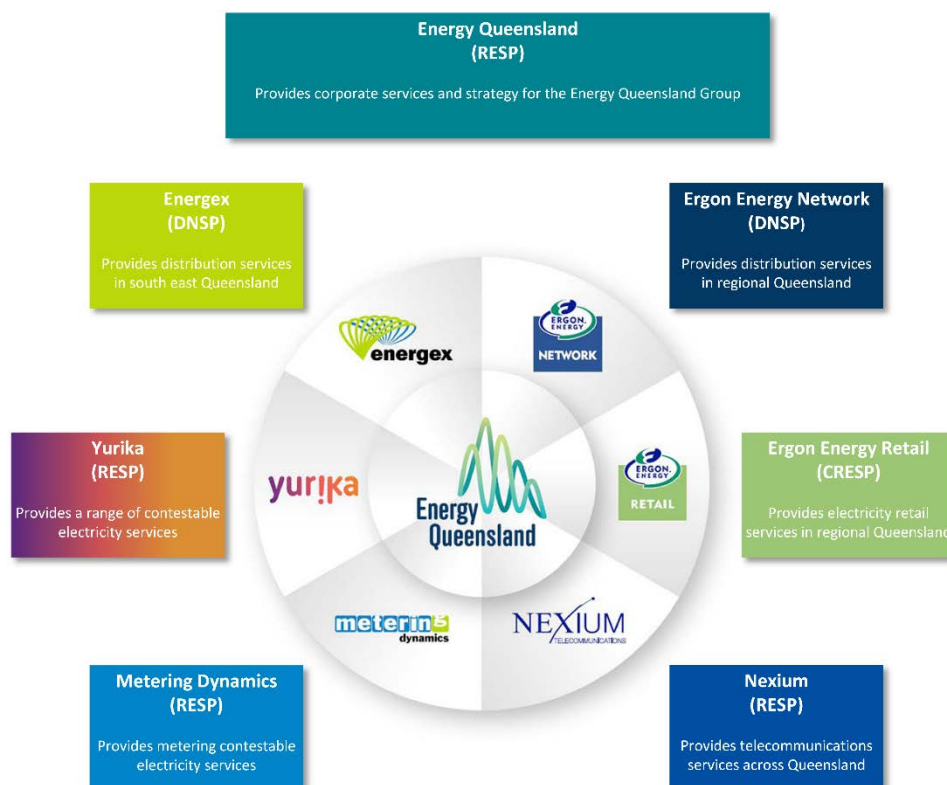 Energy Queensland
(RESP)
Provides corporate services and strategy for the Energy Queensland Group
Energex
(DNSP)
Provides distribution services
in south east Queensland
Ergon Energy Network
(DNSP)
Provides distribution services
in regional Queensland
energex
ERGON.
ENERGY
NETWORK
Yurika
(RESP)
Provides a range of contestable
electricity services
yurika
Energy
Queensland
ERGON.
ENERGY
RETAIL
Ergon Energy Retail
(CRESP)
Provides electricity retail
services in regional Queensland
metering
dynamics
NEXIUM
TELECOMMUNICATIONS
Metering Dynamics
(RESP)
Provides metering contestable
electricity services
Nexium
(RESP)
Provides telecommunications
services across Queensland